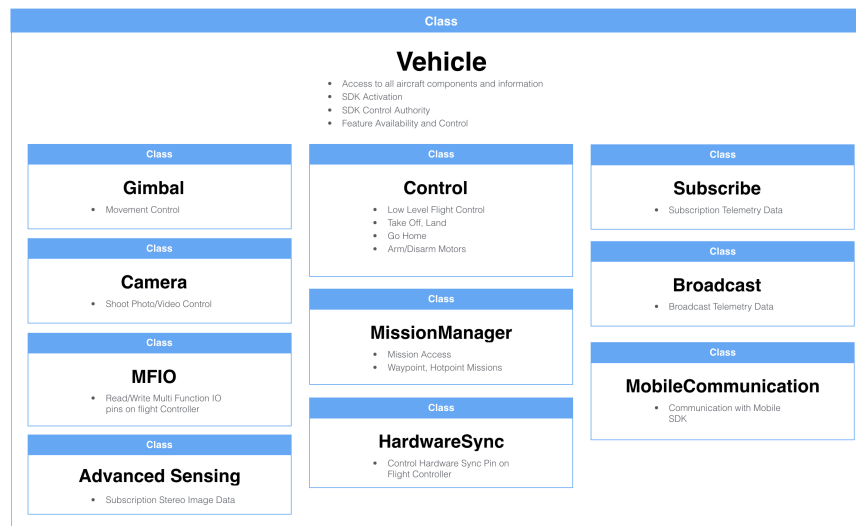 Class
Vehicle
• Access to all aircraft components and information
• SDK Activation
• SDK Control Authority
• Feature Availability and Control
Class
Gimbal
• Movement Control
Class
Camera
• Shoot Photo/Video Control
Class
MFIO
• Read/Write Multi Function IO
pins on flight Controller
Class
Advanced Sensing
• Subscription Stereo Image Data
Class
Control
• Low Level Flight Control
• Take Off, Land
• Go Home
• Arm/Disarm Motors
Class
MissionManager
• Mission Access
• Waypoint, Hotpoint Missions
Class
HardwareSync
• Control Hardware Sync Pin on
Flight Controller
Class
Subscribe
• Subscription Telemetry Data
Class
Broadcast
• Broadcast Telemetry Data
Class
MobileCommunication
• Communication with Mobile
SDK